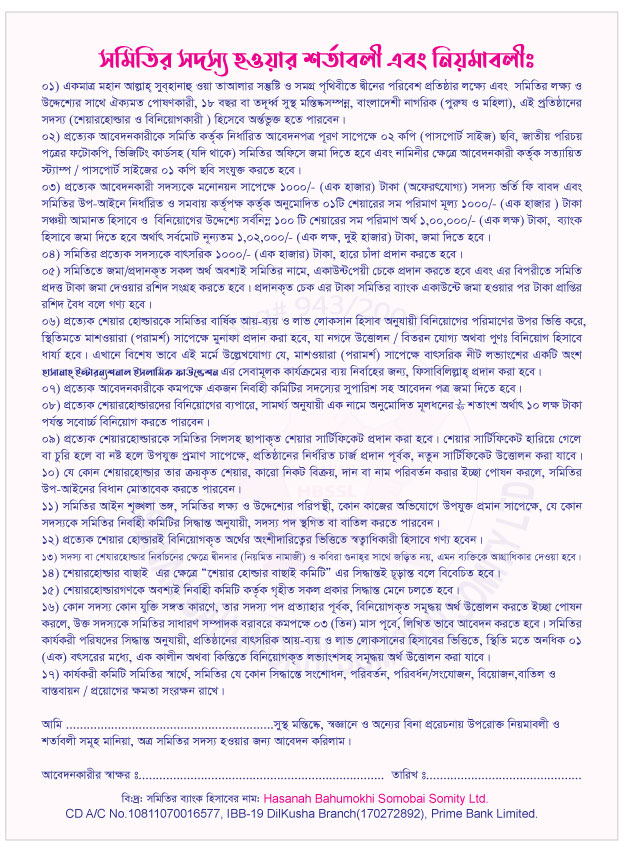 সমিতির সদস্য হওয়ার শর্তাবলী এবং নিয়মাবলীঃ
০১) একমাত্র মহান আল্লাহ্ সুবহানাহু ওয়া তাআলার সন্তুষ্টি ও সমগ্র পৃথিবীতে দ্বীনের পরিবেশ প্রতিষ্ঠার লক্ষ্যে এবং সমিতির লক্ষ্য ও
উদ্দেশ্যের সাথে ঐক্যমত পোষণকারী, ১৮ বছর বা তদূর্ধ্ব সুস্থ মস্তিষ্কসম্পন্ন, বাংলাদেশী নাগরিক (পুরুষ ও মহিলা), এই প্রতিষ্ঠানের
সদস্য (শেয়ারহোল্ডার ও বিনিয়োগকারী ) হিসেবে অর্ন্তভুক্ত হতে পারবেন।
০২) প্রত্যেক আবেদনকারীকে সমিতি কর্তৃক নির্ধারিত আবেদনপত্র পূরণ সাপেক্ষে ০২ কপি (পাসপোর্ট সাইজ) ছবি, জাতীয় পরিচয়
পত্রের ফটোকপি, ভিজিটিং কার্ডসহ (যদি থাকে) সমিতির অফিসে জমা দিতে হবে এবং নামিনীর ক্ষেত্রে আবেদনকারী কর্তৃক সত্যায়িত
স্ট্যাম্প / পাসপোর্ট সাইজের ০১ কপি ছবি সংযুক্ত করতে হবে।
০৩) প্রত্যেক আবেদনকারী সদস্যকে মনোনয়ন সাপেক্ষে ১০০০/- (এক হাজার) টাকা (অফেরৎযোগ্য) সদস্য ভর্তি ফি বাবদ এবং
সমিতির উপ-আইনে নির্ধারিত ও সমবায় কর্তৃপক্ষ কর্তৃক অনুমোদিত ০১টি শেয়ারের সম পরিমাণ মূল্য ১০০০/- (এক হাজার ) টাকা
সঞ্চয়ী আমানত হিসাবে ও বিনিয়োগের উদ্দেশ্যে সর্বনিম্ন ১০০ টি শেয়ারের সম পরিমাণ অর্থ ১,০০,০০০/- (এক লক্ষ) টাকা, ব্যাংক
হিসাবে জমা দিতে হবে অর্থাৎ সর্বমোট নূন্যতম ১,০২,০০০/- (এক লক্ষ, দুই হাজার) টাকা, জমা দিতে হবে।
০৪) সমিতির প্রত্যেক সদস্যকে বাৎসরিক ১০০০/- (এক হাজার) টাকা, হারে চাঁদা প্রদান করতে হবে।
০৫) সমিতিতে জমা/প্রদানকৃত সকল অর্থ অবশ্যই সমিতির নামে, একাউন্টপেয়ী চেকে প্রদান করতে হবে এবং এর বিপরীতে সমিতি
প্রদত্ত টাকা জমা দেওয়ার রশিদ সংগ্রহ করতে হবে। প্রদানকৃত চেক এর টাকা সমিতির ব্যাংক একাউন্টে জমা হওয়ার পর টাকা প্রাপ্তির
রশিদ বৈধ বলে গণ্য হবে।
০৬) প্রত্যেক শেয়ার হোল্ডারকে সমিতির বার্ষিক আয়-ব্যয় ও লাভ লোকসান হিসাব অনুযায়ী বিনিয়োগের পরিমাণের উপর ভিত্তি করে,
স্থিতিমতে মাশওয়ারা (পরামর্শ) সাপেক্ষে মুনাফা প্রদান করা হবে, যা নগদে উত্তোলন / বিতরন যোগ্য অথবা পূণঃ বিনিয়োগ হিসাবে
ধার্য্য হবে। এখানে বিশেষ ভাবে এই মর্মে উল্লেখযোগ্য যে, মাশওয়ারা (পরামর্শ) সাপেক্ষে বাৎসরিক নীট লভ্যাংশের একটি অংশ
হাসানাহ্ ইন্টারন্যাশনাল ইসলামিক ফাউন্ডেশন এর সেবামূলক কার্যক্রমের ব্যয় নির্বাহের জন্য, ফিসাবিলিল্লাহ্ প্রদান করা হবে।
০৭) প্রত্যেক আবেদনকারীকে কমপক্ষে একজন নির্বাহী কমিটির সদস্যের সুপারিশ সহ আবেদন পত্র জমা দিতে হবে।
০৮) প্রত্যেক শেয়ারহোল্ডারদের বিনিয়োগের ব্যপারে, সামর্থ্য অনুযায়ী এক নামে অনুমোদিত মূলধনের শতাংশ অর্থাৎ ১০ লক্ষ টাকা
পর্যন্ত সবোর্চ্চ বিনিয়োগ করতে পারবেন।
০৯) প্রত্যেক শেয়ারহোল্ডারকে সমিতির সিলসহ ছাপাকৃত শেয়ার সার্টিফিকেট প্রদান করা হবে। শেয়ার সার্টিফিকেট হারিয়ে গেলে
বা চুরি হলে বা নষ্ট হলে উপযুক্ত প্রমাণ সাপেক্ষে, প্রতিষ্ঠানের নির্ধরিত চার্জ প্রদান পূর্বক, নতুন সার্টিফিকেট উত্তোলন করা যাবে।
১০) যে কোন শেয়ারহোল্ডার তার ক্রয়কৃত শেয়ার, কারো নিকট বিক্রয়, দান বা নাম পরিবর্তন করার ইচ্ছা পোষন করলে, সমিতির
উপ-আইনের বিধান মোতাবেক করতে পারবেন।
১১) সমিতির আইন শৃঙ্খলা ভঙ্গ, সমিতির লক্ষ্য ও উদ্দেশ্যের পরিপন্থী, কোন কাজের অভিযোগে উপযুক্ত প্রমান সাপেক্ষে, যে কোন
সদস্যকে সমিতির নির্বাহী কমিটির সিদ্ধান্ত অনুযায়ী, সদস্য পদ স্থগিত বা বাতিল করতে পারবেন।
১২) প্রত্যেক শেয়ার হোল্ডারই বিনিয়োগকৃত অর্থের অংশীদারিত্বের ভিত্তিতে স্বত্বাধিকারী হিসাবে গণ্য হবেন।
১৩) সদস্য বা শেযারহোল্ডার নির্বাচনের ক্ষেত্রে দ্বীনদার (নিয়মিত নামাজী) ও কবিরা গুনাহ্র সাথে জড়িত নয়, এমন ব্যক্তিকে অগ্রাধিকার দেওয়া হবে।
১৪) শেয়ারহোল্ডার বাছাই এর ক্ষেত্রে “শেয়ার হোল্ডার বাছাই কমিটি” এর সিদ্ধান্তই চূড়ান্ত বলে বিবেচিত হবে।
১৫) শেয়ারহোল্ডারগণকে অবশ্যই নির্বাহী কমিটি কর্তৃক গৃহীত সকল প্রকার সিদ্ধান্ত মেনে চলতে হবে।
১৬) কোন সদস্য কোন যুক্তি সঙ্গত কারণে, তার সদস্য পদ প্রত্যাহার পূর্বক, বিনিয়োগকৃত সমূদ্বয় অর্থ উত্তোলন করতে ইচ্ছা পোষন
করলে, উক্ত সদস্যকে সমিতির সাধারণ সম্পাদক বরাবরে কমপক্ষে ০৩ (তিন) মাস পূবে, লিখিত ভাবে আবেদন করতে হবে। সমিতির
কার্যকরী পরিষদের সিদ্ধান্ত অনুযায়ী, প্রতিষ্ঠানের বাৎসরিক আয়-ব্যয় ও লাভ লোকসানের হিসাবের ভিত্তিতে, স্থিতি মতে অনধিক ০১
(এক) বৎসরের মধ্যে, এক কালীন অথবা কিস্তিতে বিনিয়োগকৃত লভ্যাংশসহ সমূদ্বয় অর্থ উত্তোলন করা যাবে।
১৭) কার্যকরী কমিটি সমিতির স্বার্থে, সমিতির যে কোন সিদ্ধান্তে সংশোধন, পরিবর্তন, পরিবর্ধন/সংযোজন, বিয়োজন,বাতিল ও
বাস্তবায়ন / প্রয়োগের ক্ষমতা সংরক্ষন রাখে।
আমি ............................................................সুস্থ মস্তিষ্কে, স্বজ্ঞানে ও অন্যের বিনা প্ররেচনায় উপরোক্ত নিয়মাবলী ও
শর্তাবলী সমূহ মানিয়া, অত্র সমিতির সদস্য হওয়ার জন্য আবেদন করিলাম।
আবেদনকারীর স্বাক্ষর ঃ....................................................................... তারিখ ঃ.............................................
বি:দ্র: সমিতির ব্যাংক হিসাবের নাম: Hasanah Bahumokhi Somobai Somity Ltd.
CD A/C No.10811070016577, IBB-19 DilKusha Branch(170272892), Prime Bank Limited.